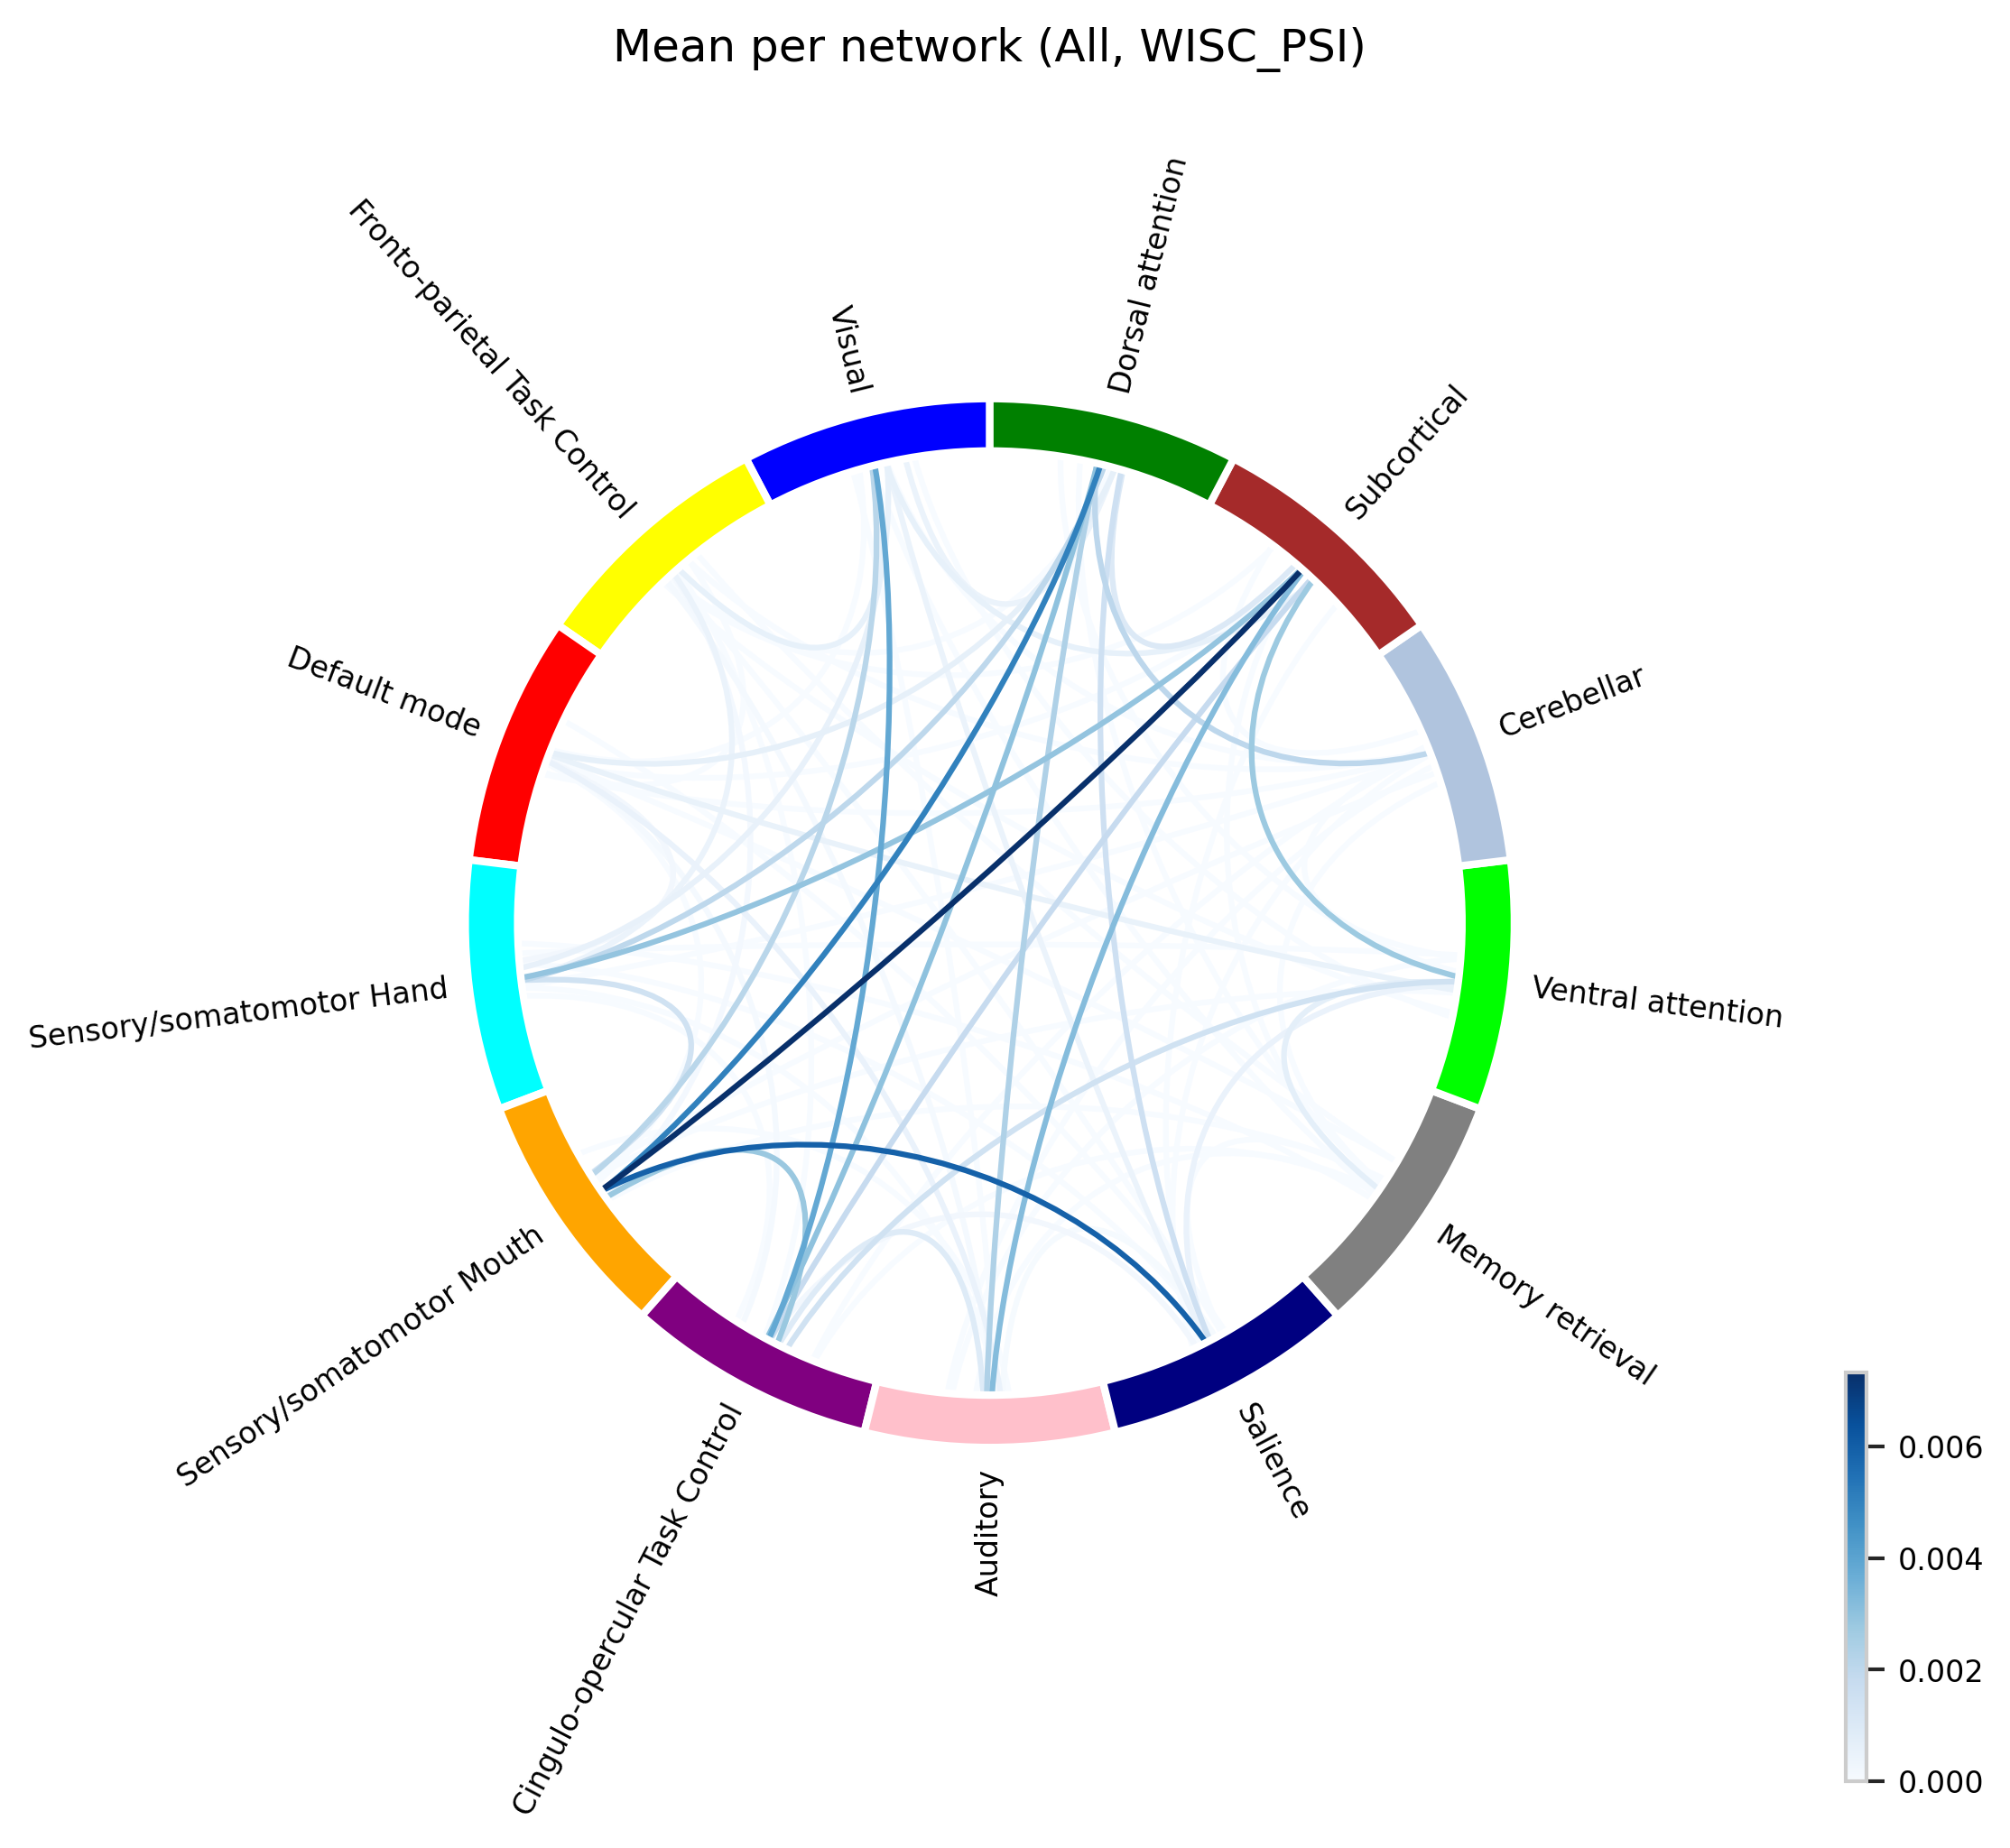 Mean per network (All, WISC_PSI)
Dorsal attention
Subcortical
Cerebellar
Ventral attention
Memory retrieval
Salience
Auditory
Cingulo-opercular Task Control
Sensory/somatomotor Mouth
Sensory/somatomotor Hand
Default mode
Fronto-parietal Task Control
Visual
0.006
0.004
0.002
0.000